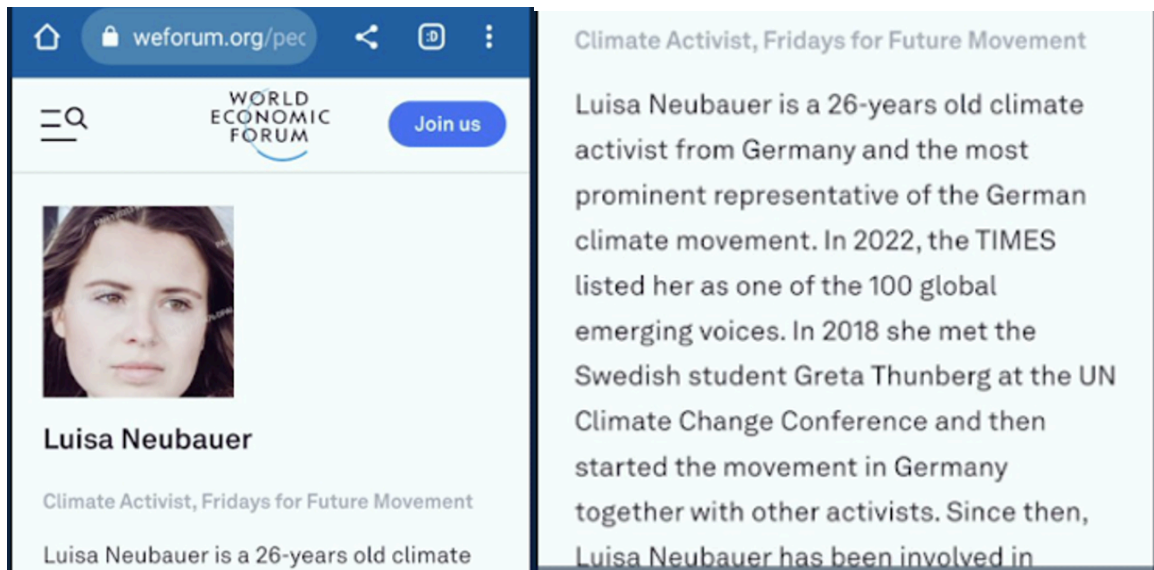 weforum.org/pec
:D
WORLD
ECONOMIC
FORUM
Join us
Luisa Neubauer
Climate Activist, Fridays for Future Movement
Luisa Neubauer is a 26-years old climate
Climate Activist, Fridays for Future Movement
Luisa Neubauer is a 26-years old climate
activist from Germany and the most
prominent representative of the German
climate movement. In 2022, the TIMES
listed her as one of the 100 global
emerging voices. In 2018 she met the
Swedish student Greta Thunberg at the UN
Climate Change Conference and then
started the movement in Germany
together with other activists. Since then,
Luisa Neubauer has been involved in